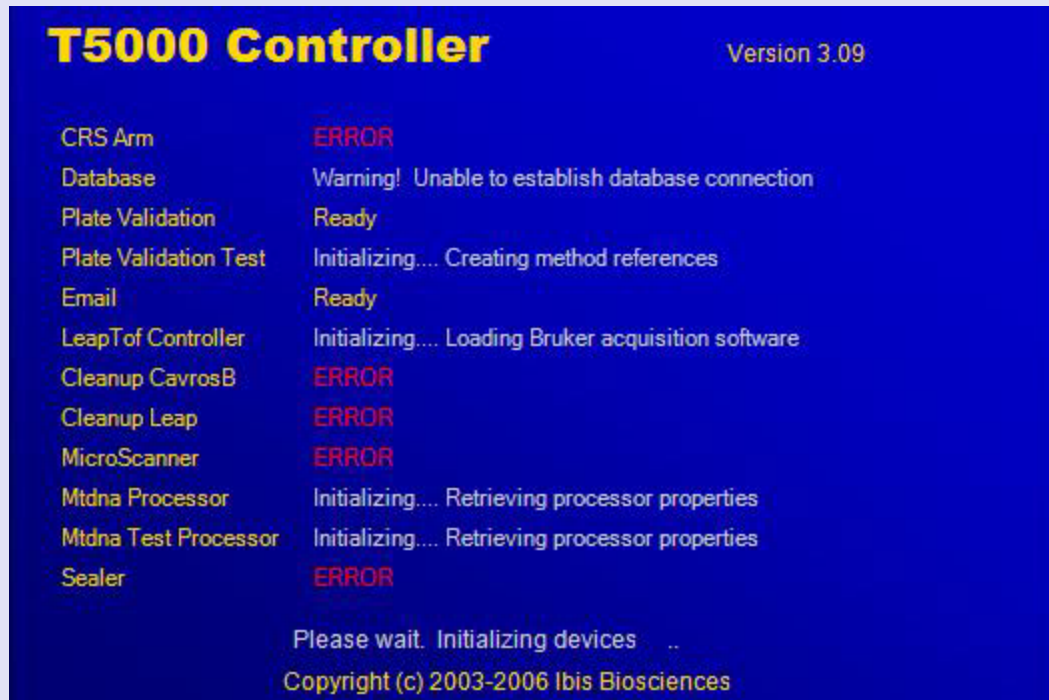 T5000 Controller Version 3.09
CRS Arm ERROR
Database Warning! Unable to establish database connection
Plate Validation Ready
Plate Validation Test Initializing.... Creating method references
Email Ready
LeapTof Controller Initializing.... Loading Bruker acquisition software
Cleanup CavrosB ERROR
Cleanup Leap ERROR
MicroScanner ERROR
Mtdna Processor Initializing.... Retrieving processor properties
Mtdna Test Processor Initializing.... Retrieving processor properties
Sealer ERROR
Please wait. Initializing devices ..
Copyright (c) 2003-2006 Ibis Biosciences